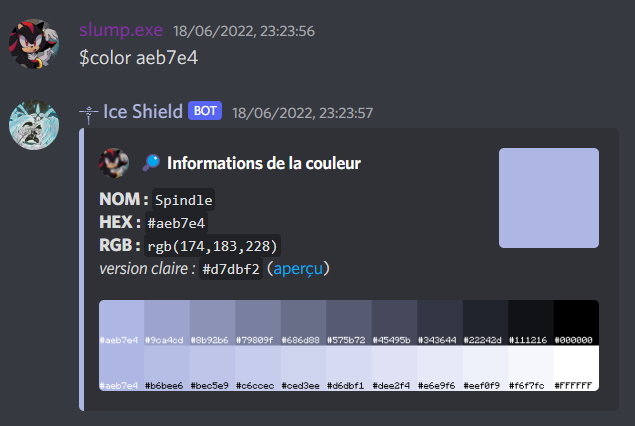 slump.exe 18/06/2022, 23:23:56
$color aeb7e4
Ice Shield BOT 18/06/2022, 23:23:57
Informations de la couleur
NOM : Spindle
HEX : #aeb7e4
RGB : rgb(174,183,228)
version claire : #d7dbf2 (aperçu)
#aeb7e4 #9ca4cd #8b92b6 #79809f #686d88 #575b72 #45495b #343644 #22242d #111216 #000000
#aeb7e4 #b6bee6 #bec5e9 #c6ccec #ced3ee #d6dbf1 #dee2f4 #e6e9f6 #eef0f9 #f6f7fc #FFFFFF